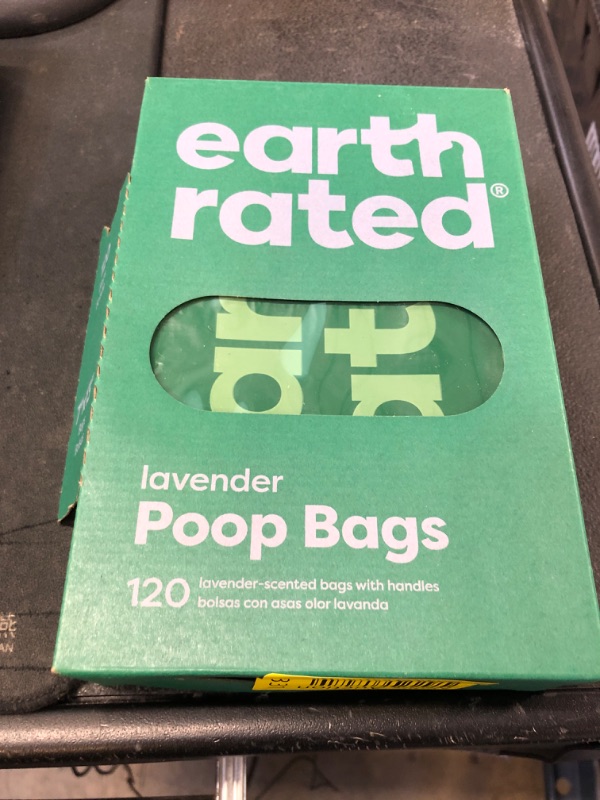 earth
rated®
lavender
Poop Bags
120
lavender-scented bags with handles
bolsas con asas olor lavanda